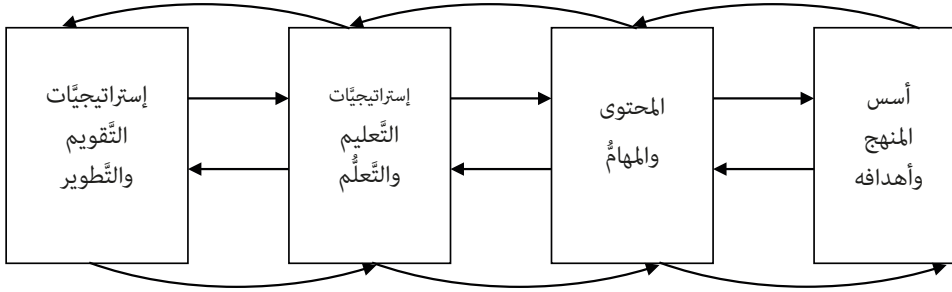 أسس
المنهج
وأهدافه
المحتوى
والمهامُّ
إستراتيجيَّات
التَّعليم
والتَّعلُّم
إستراتيجيَّات
التَّقويم
والتَّطوير